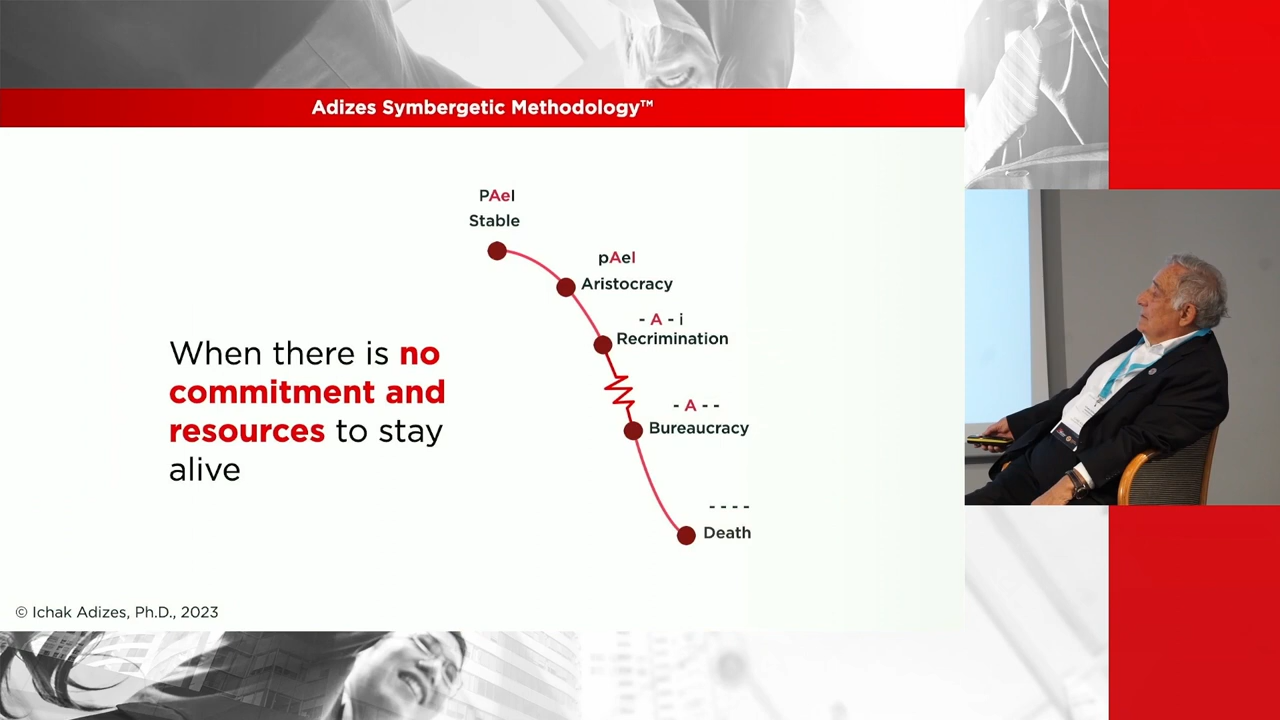 Adizes Symbergetic Methodology™
PAeI
Stable
pAeI
Aristocracy
- A - i
Recrimination
- A - -
Bureaucracy
- - - -
Death
When there is no
commitment and
resources to stay
alive
© Ichak Adizes, Ph.D., 2023